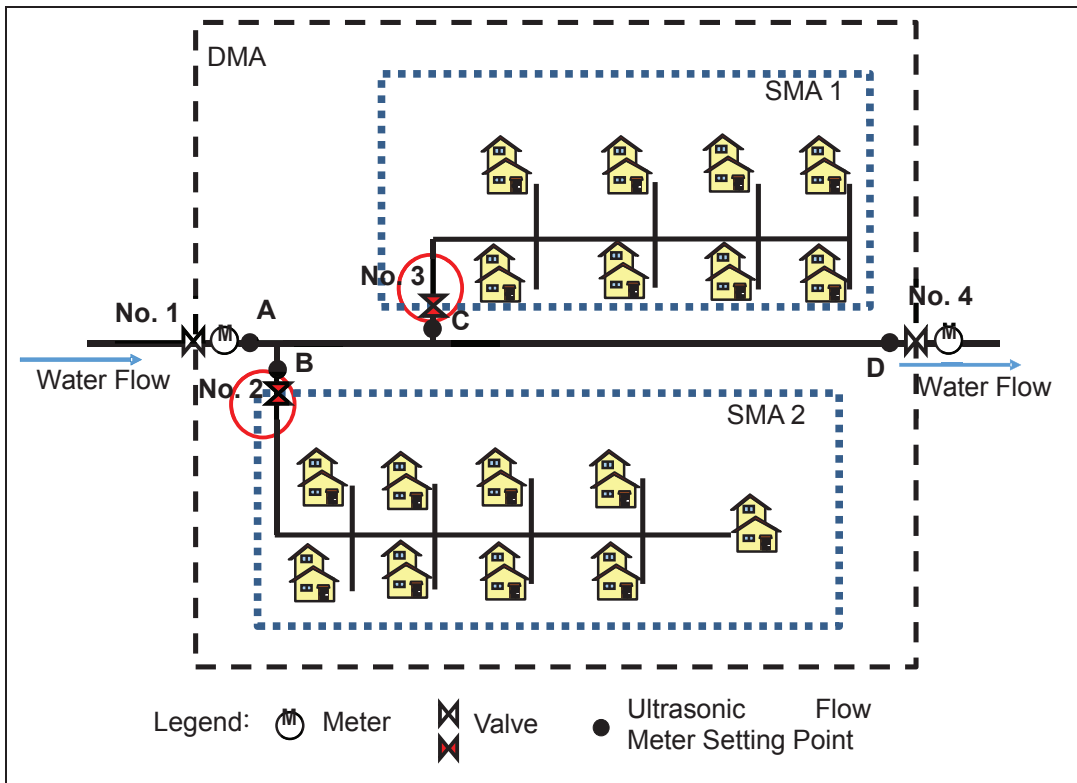 DMA
SMA 1
No. 3
No. 1
A
C
No. 4
M
M
B
D
Water Flow
Water Flow
No. 2
SMA 2
Legend:
M
Meter
Valve
Ultrasonic Flow
Meter Setting Point